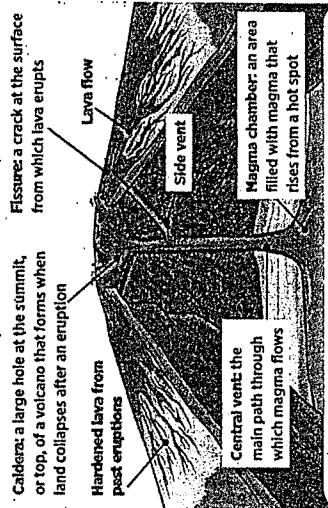 Caldera: a large hole at the summit,
or top, of a volcano that forms when
land collapses after an eruption
Fissure: a crack at the surface
from which lava erupts
Hardened lava from
past eruptions
Lava flow
Side vent
Central vent: the
main path through
which magma flows
Magma chamber: an area
filled with magma that
rises from a hot spot